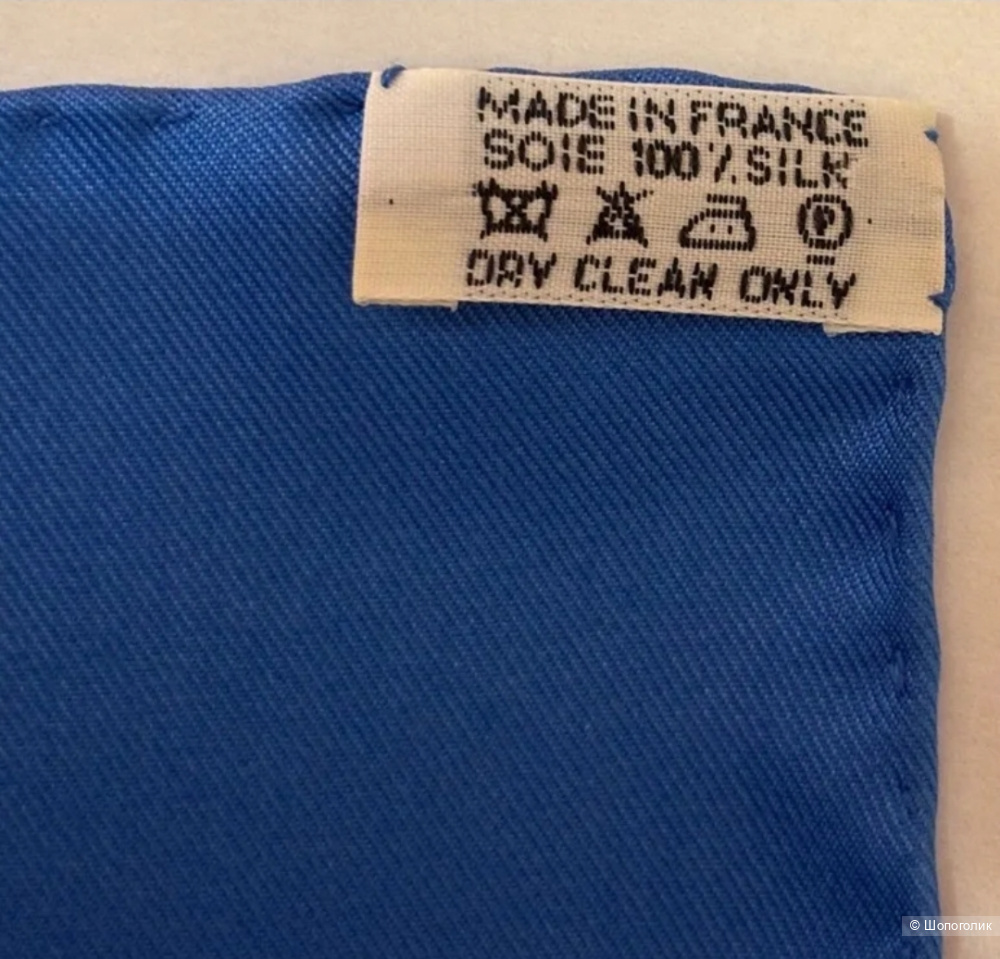 MADE IN FRANCE
SOIE 100% SILK
P
DRY CLEAN ONLY
© Шопоголик